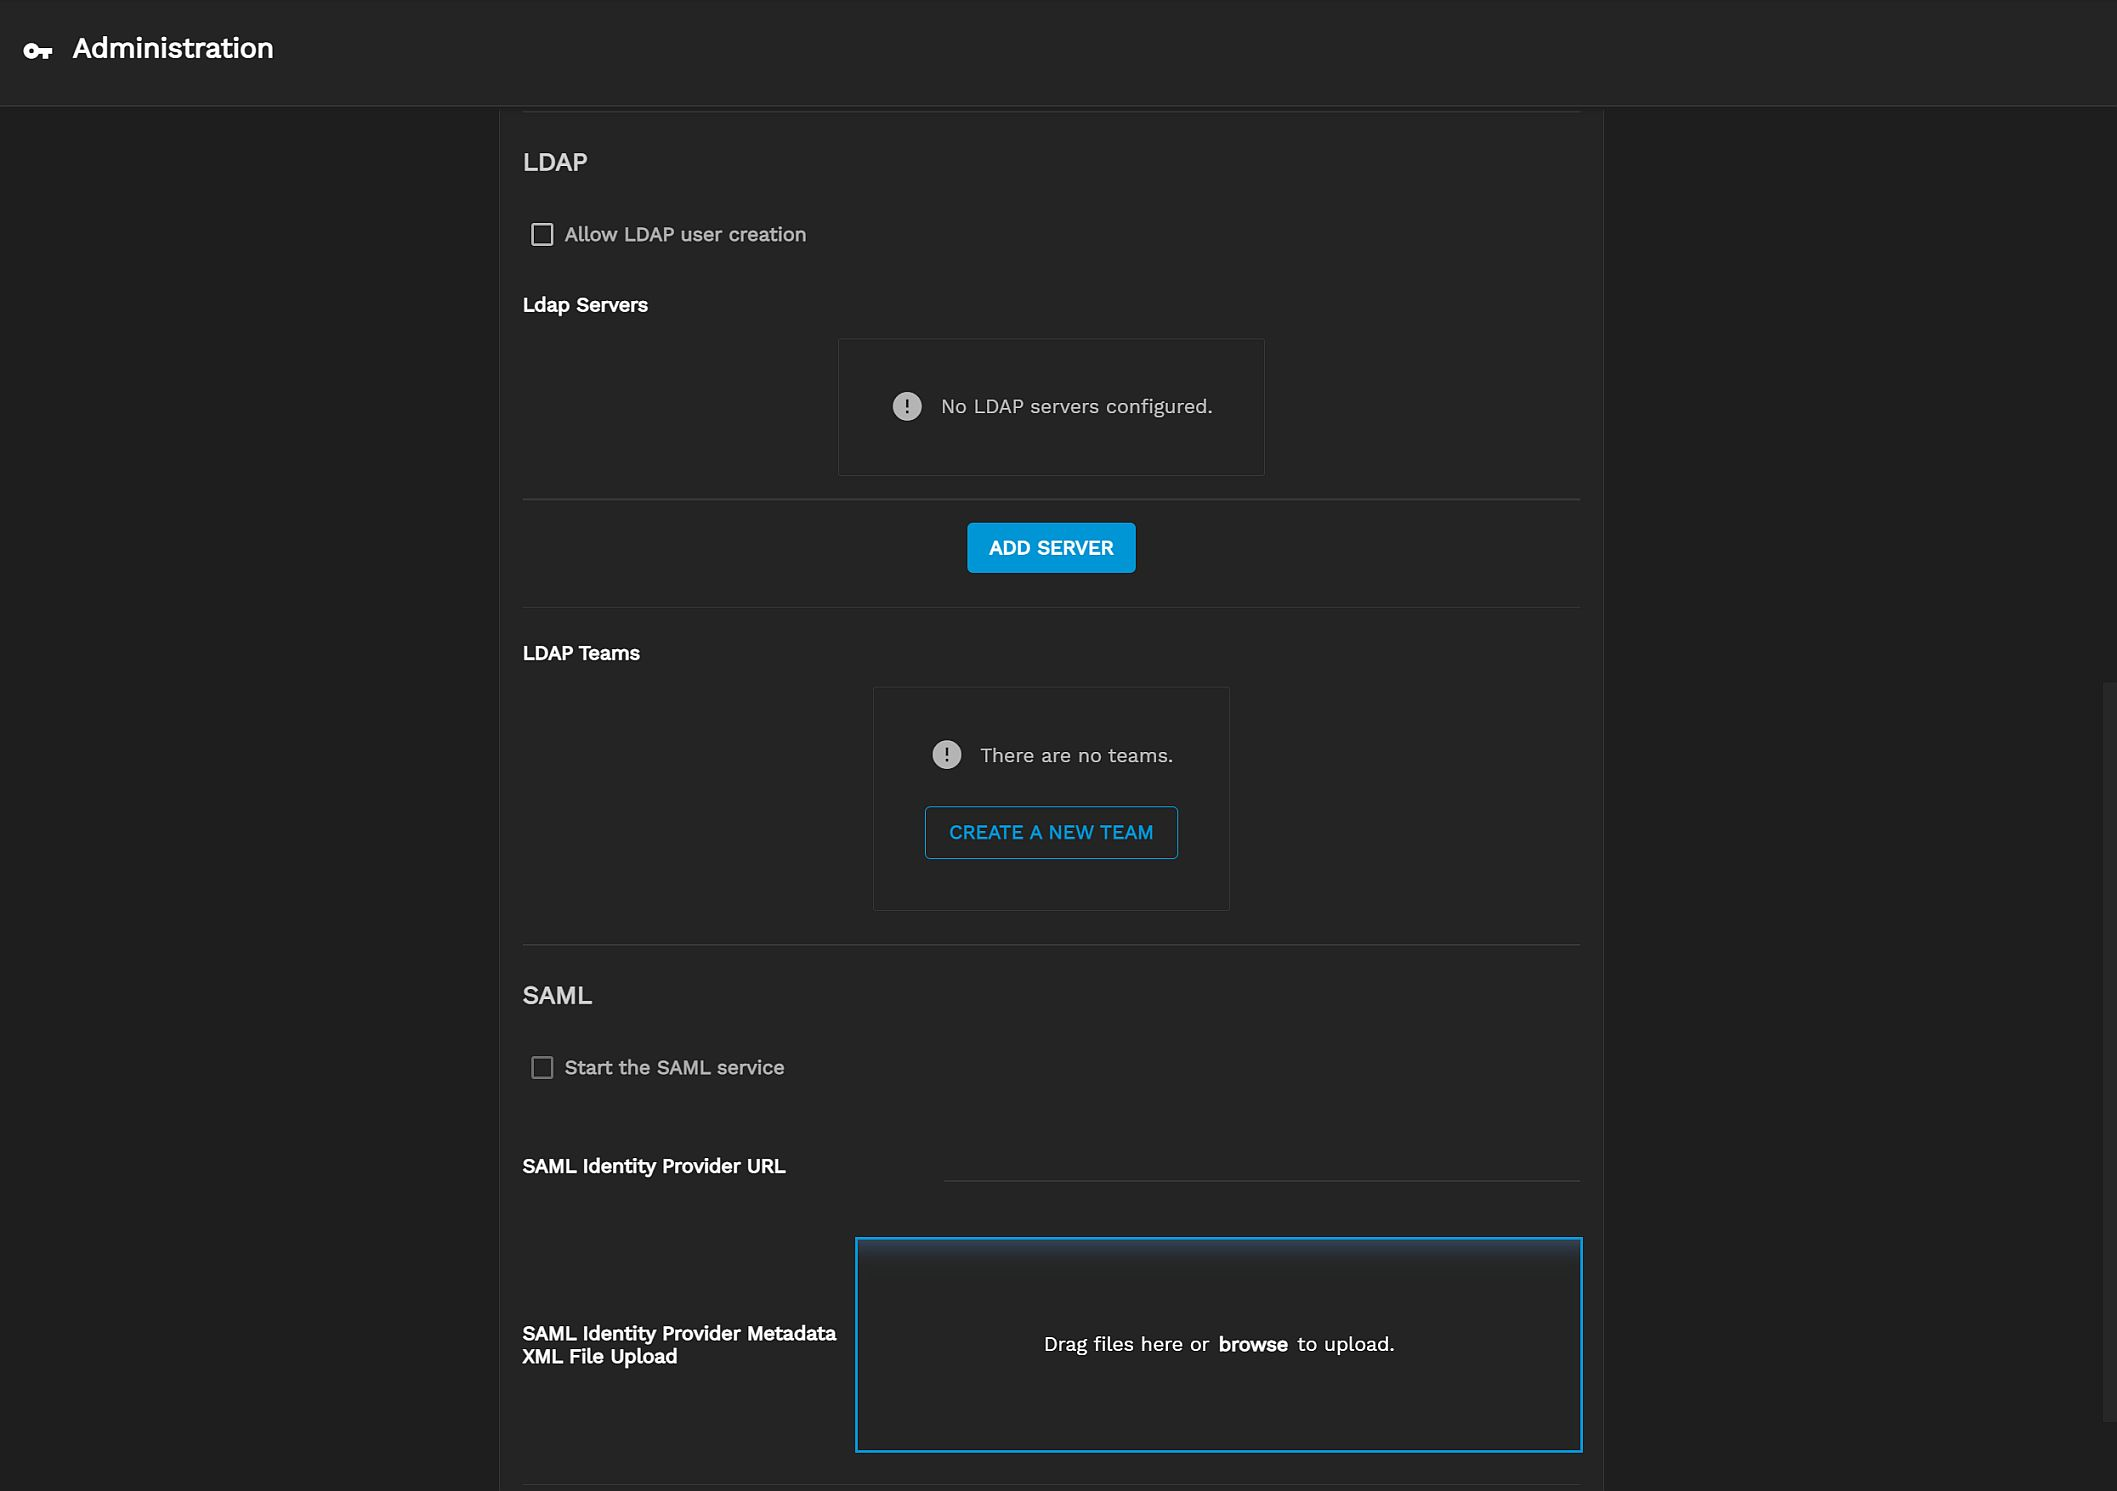 Administration
LDAP
Allow LDAP user creation
Ldap Servers
No LDAP servers configured.
ADD SERVER
LDAP Teams
There are no teams.
CREATE A NEW TEAM
SAML
Start the SAML service
SAML Identity Provider URL
SAML Identity Provider Metadata
XML File Upload
Drag files here or browse to upload.